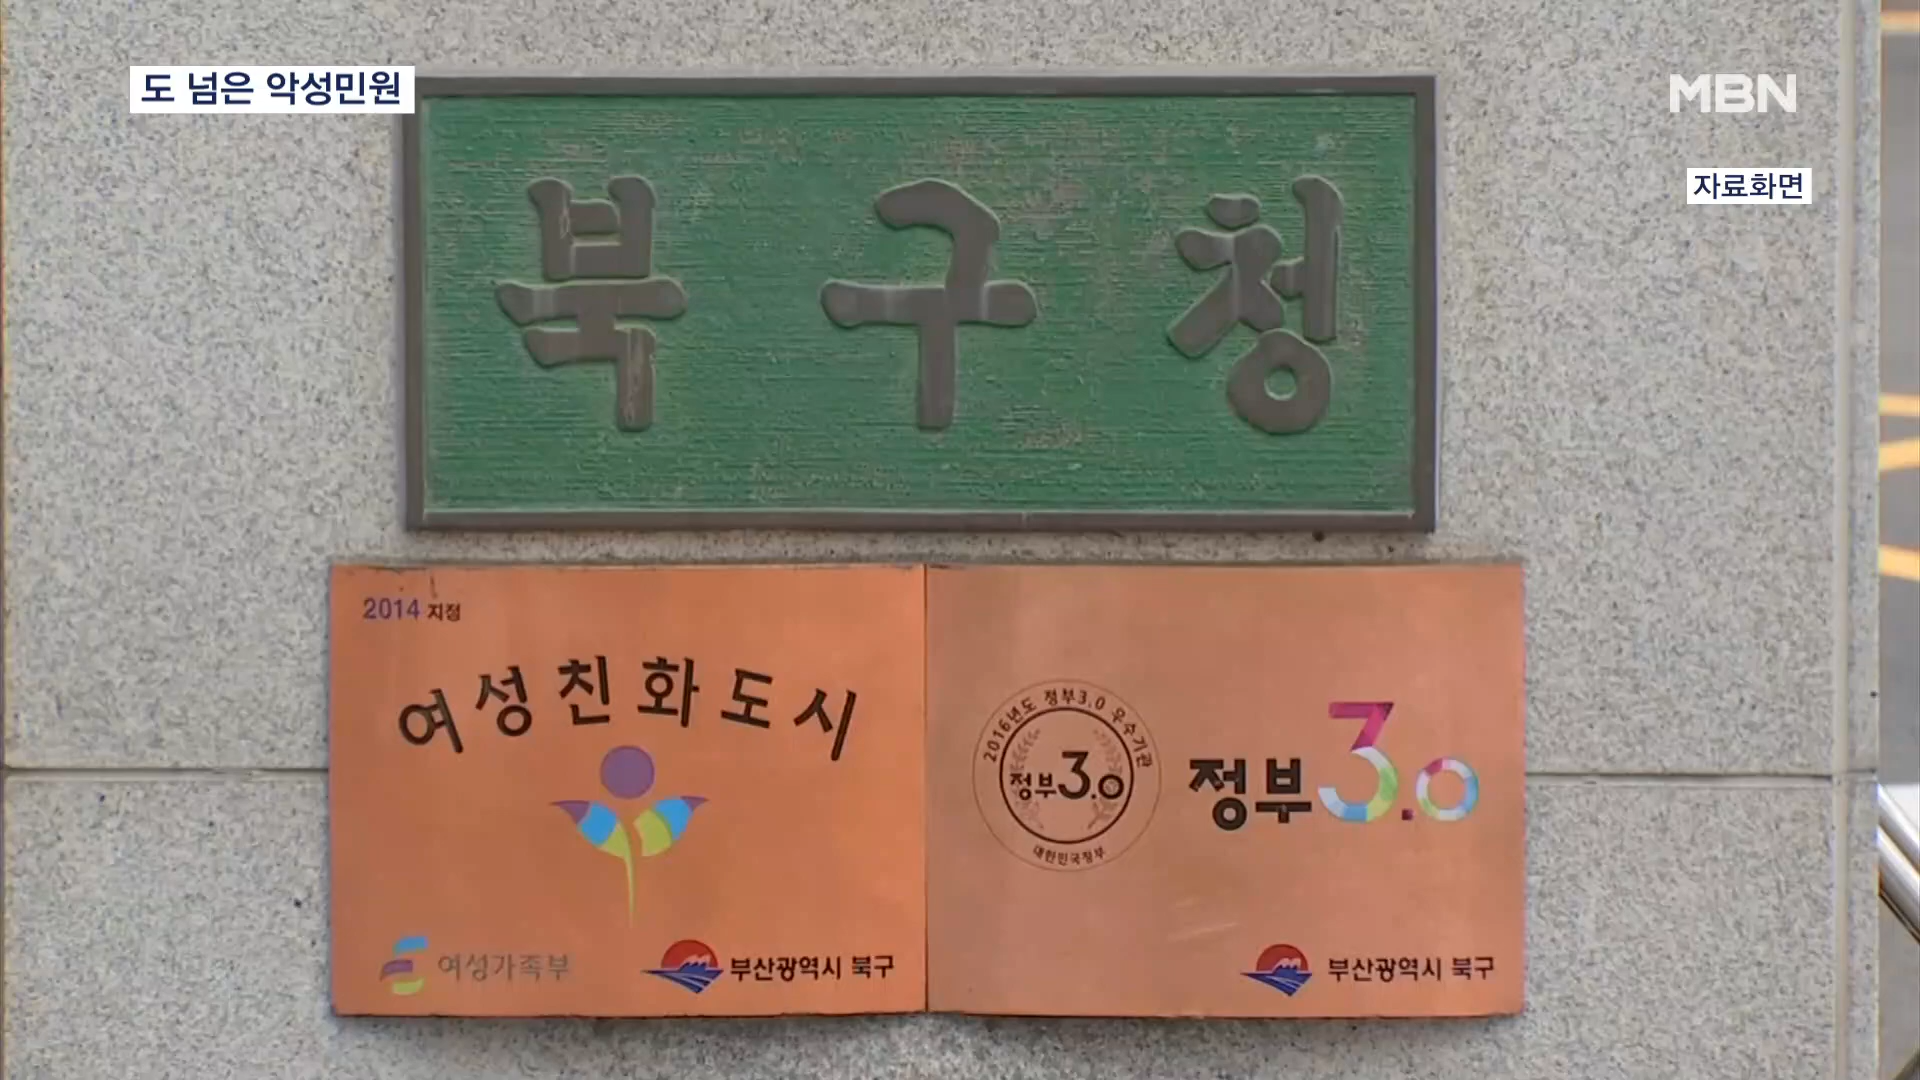 도 넘은 악성민원
MBN
자료화면
북구청
2014 지정
여성친화도시
여성가족부
부산광역시 북구
2016년도 정부3.0 우수기관
정부3.0
대한민국정부
정부3.0
부산광역시 북구